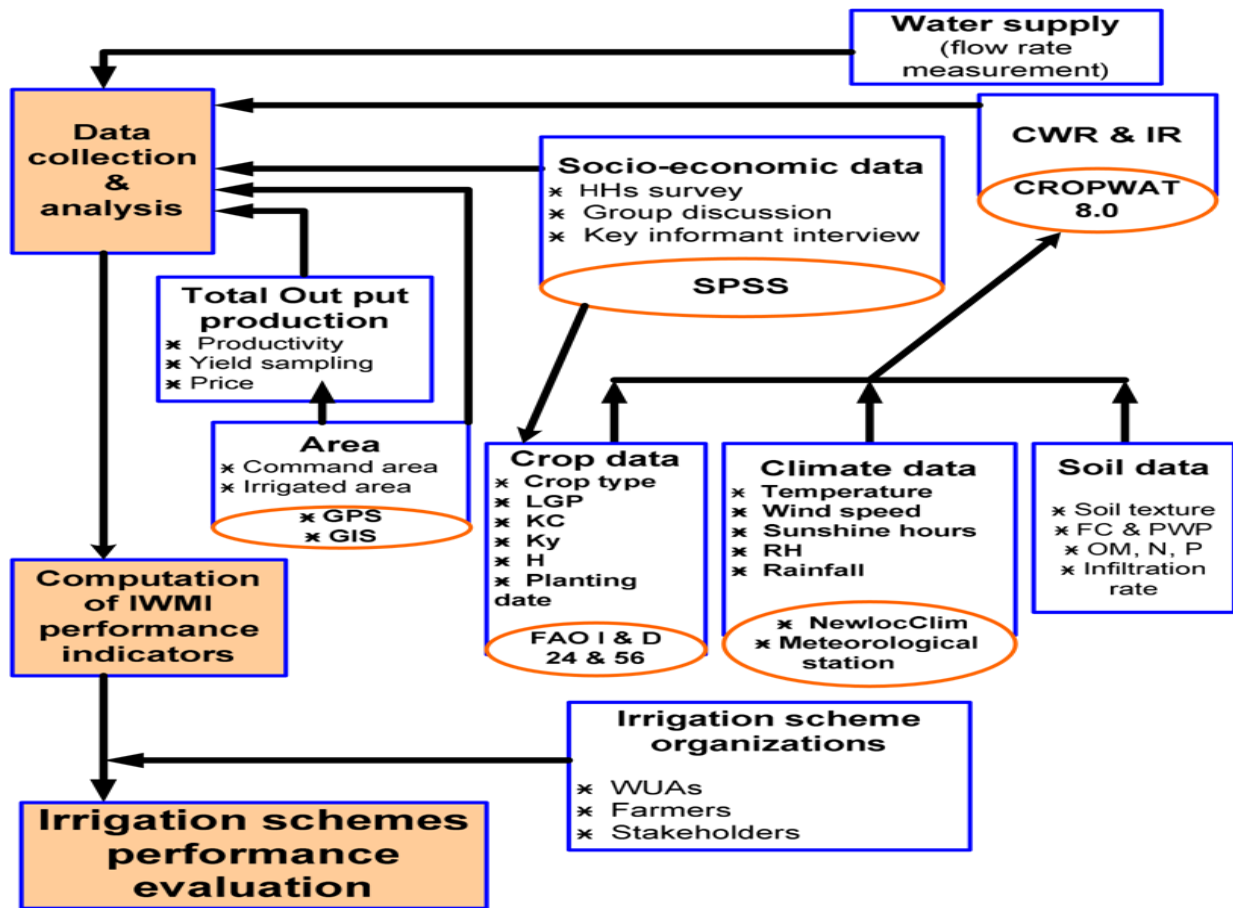 Water supply
(flow rate
measurement)
Data
collection
&
analysis
CWR & IR
CROPWAT
8.0
Socio-economic data
* HHs survey
* Group discussion
* Key informant interview
SPSS
Total Out put
production
* Productivity
* Yield sampling
* Price
Area
* Command area
* Irrigated area
* GPS
* GIS
Crop data
* Crop type
* LGP
* KC
* Ky
* H
* Planting
date
FAO I & D
24 & 56
Climate data
* Temperature
* Wind speed
* Sunshine hours
* RH
* Rainfall
* NewlocClim
* Meteorological
station
Soil data
* Soil texture
* FC & PWP
* OM, N, P
* Infiltration
rate
Computation
of IWMI
performance
indicators
Irrigation scheme
organizations
* WUAs
* Farmers
* Stakeholders
Irrigation schemes
performance
evaluation